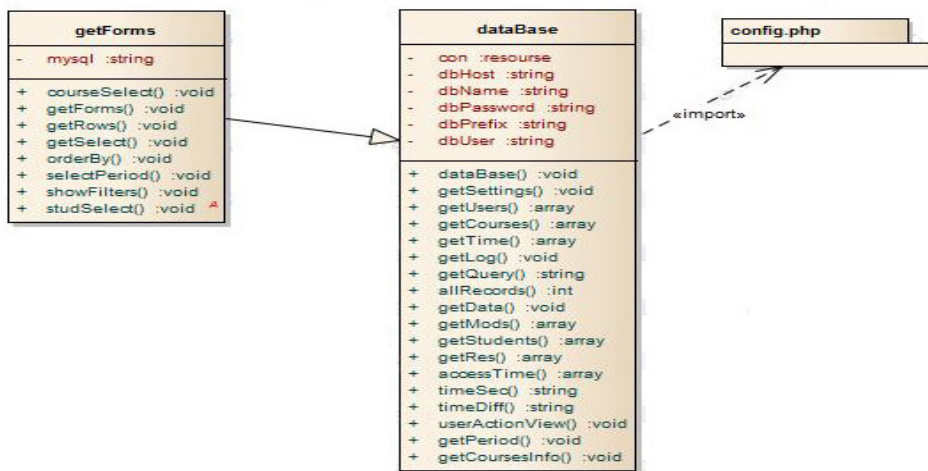 getForms
- mysql :string
+ courseSelect() :void
+ getForms() :void
+ getRows() :void
+ getSelect() :void
+ orderBy() :void
+ selectPeriod() :void
+ showFilters() :void
+ studSelect() :void A
dataBase
- con :resourse
- dbHost :string
- dbName :string
- dbPassword :string
- dbPrefix :string
- dbUser :string
+ dataBase() :void
+ getSettings() :void
+ getUsers() :array
+ getCourses() :array
+ getTime() :array
+ getLog() :void
+ getQuery() :string
+ allRecords() :int
+ getData() :void
+ getMods() :array
+ getStudents() :array
+ getRes() :array
+ accessTime() :array
+ timeSec() :string
+ timeDiff() :string
+ userActionView() :void
+ getPeriod() :void
+ getCoursesInfo() :void
config.php
«import»